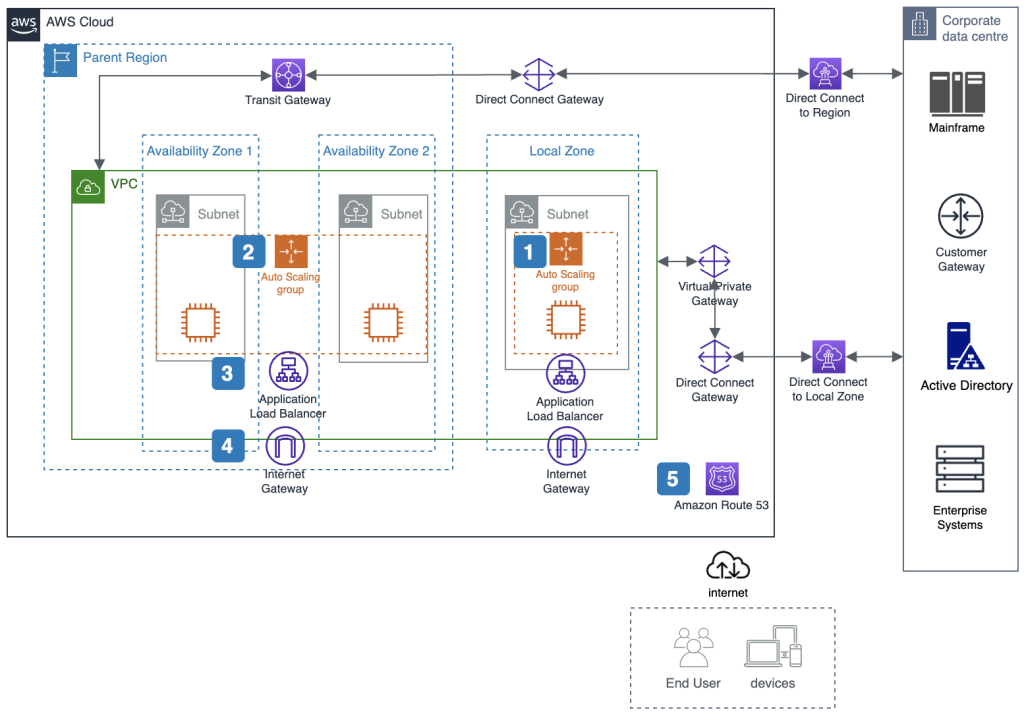 aws
AWS Cloud
Parent Region
Transit Gateway
Direct Connect Gateway
Direct Connect
to Region
Corporate
data centre
Mainframe
Availability Zone 1
Availability Zone 2
Local Zone
VPC
Subnet
Subnet
Subnet
2
Auto Scaling
group
1
Auto Scaling
group
Customer
Gateway
Virtual Private
Gateway
3
Application
Load Balancer
Application
Load Balancer
Direct Connect
Gateway
Direct Connect
to Local Zone
Active Directory
4
Internet
Gateway
Internet
Gateway
5
53
Amazon Route 53
Enterprise
Systems
internet
End User
devices